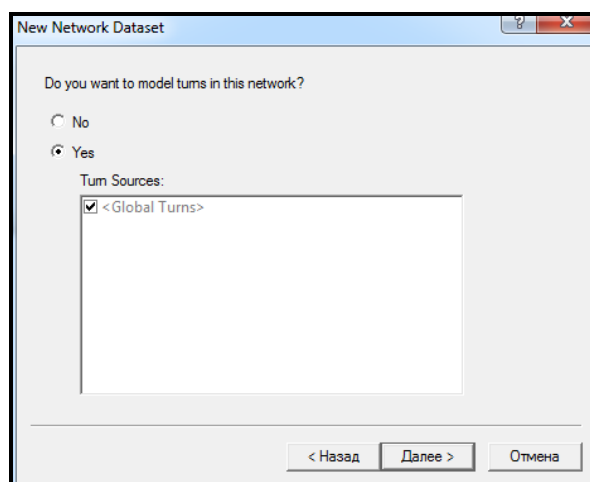 New Network Dataset
Do you want to model turns in this network?
No
Yes
Turn Sources:
<Global Turns>
< Назад Далее > Отмена